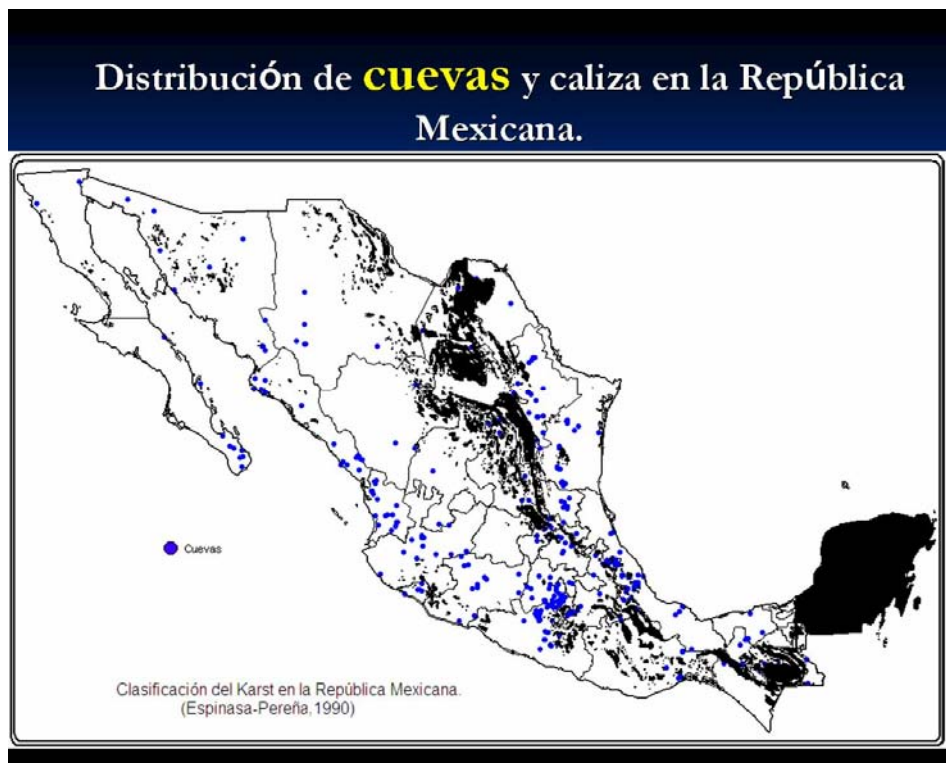 Distribución de cuevas y caliza en la República
Mexicana.
Cuevas
Clasificación del Karst en la República Mexicana.
(Espinasa-Pereña,1990)